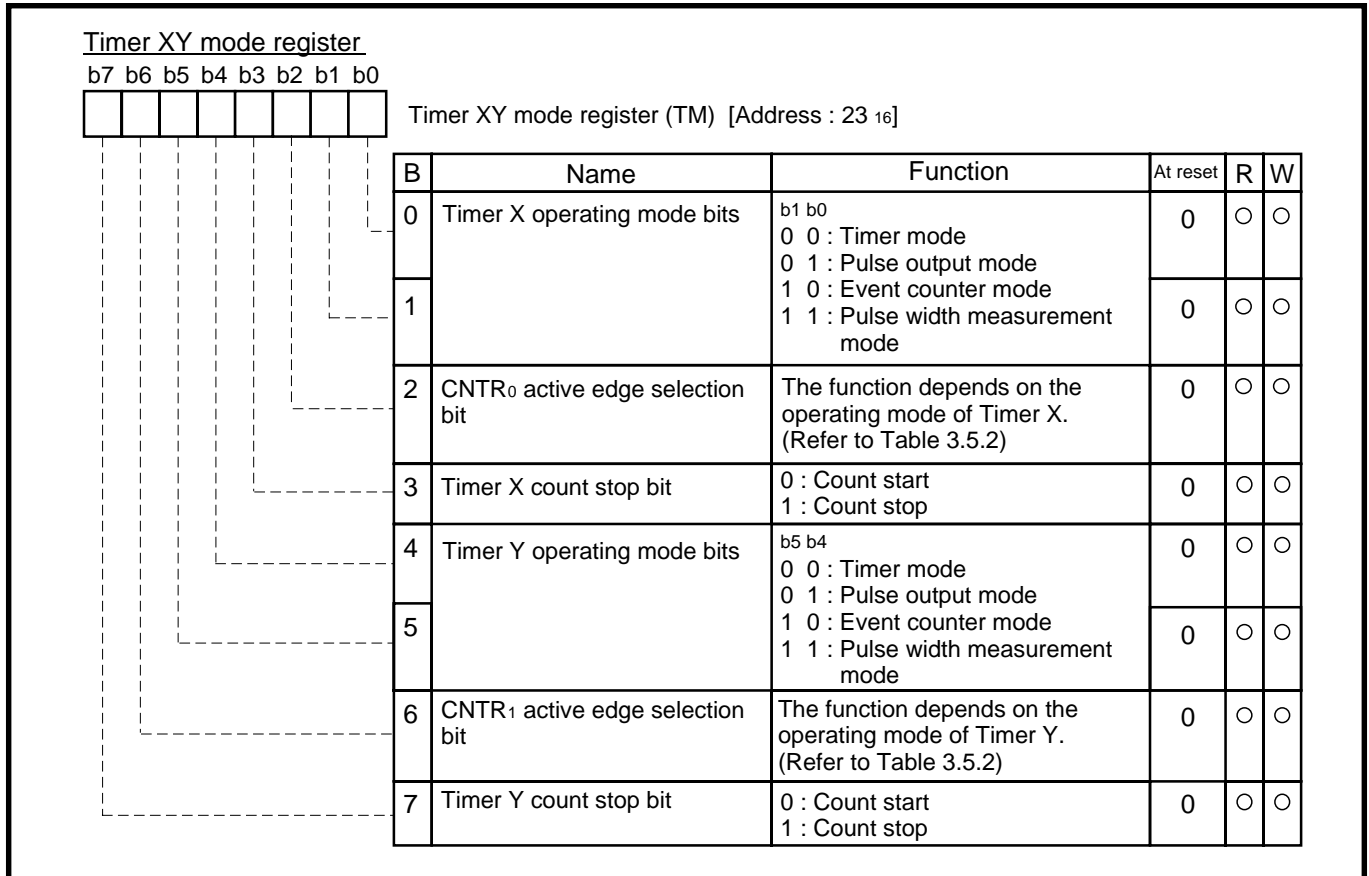 Timer XY mode register
b7 b6 b5 b4 b3 b2 b1 b0
Timer XY mode register (TM) [Address : 23 16]
B Name Function At reset R W
0 Timer X operating mode bits b1 b0 0 ○ ○
0 0 : Timer mode
0 1 : Pulse output mode
1 1 0 : Event counter mode 0 ○ ○
1 1 : Pulse width measurement
mode
2 CNTR0 active edge selection The function depends on the 0 ○ ○
bit operating mode of Timer X.
(Refer to Table 3.5.2)
3 Timer X count stop bit 0 : Count start 0 ○ ○
1 : Count stop
4 Timer Y operating mode bits b5 b4 0 ○ ○
0 0 : Timer mode
0 1 : Pulse output mode
5 1 0 : Event counter mode 0 ○ ○
1 1 : Pulse width measurement
mode
6 CNTR1 active edge selection The function depends on the 0 ○ ○
bit operating mode of Timer Y.
(Refer to Table 3.5.2)
7 Timer Y count stop bit 0 : Count start 0 ○ ○
1 : Count stop